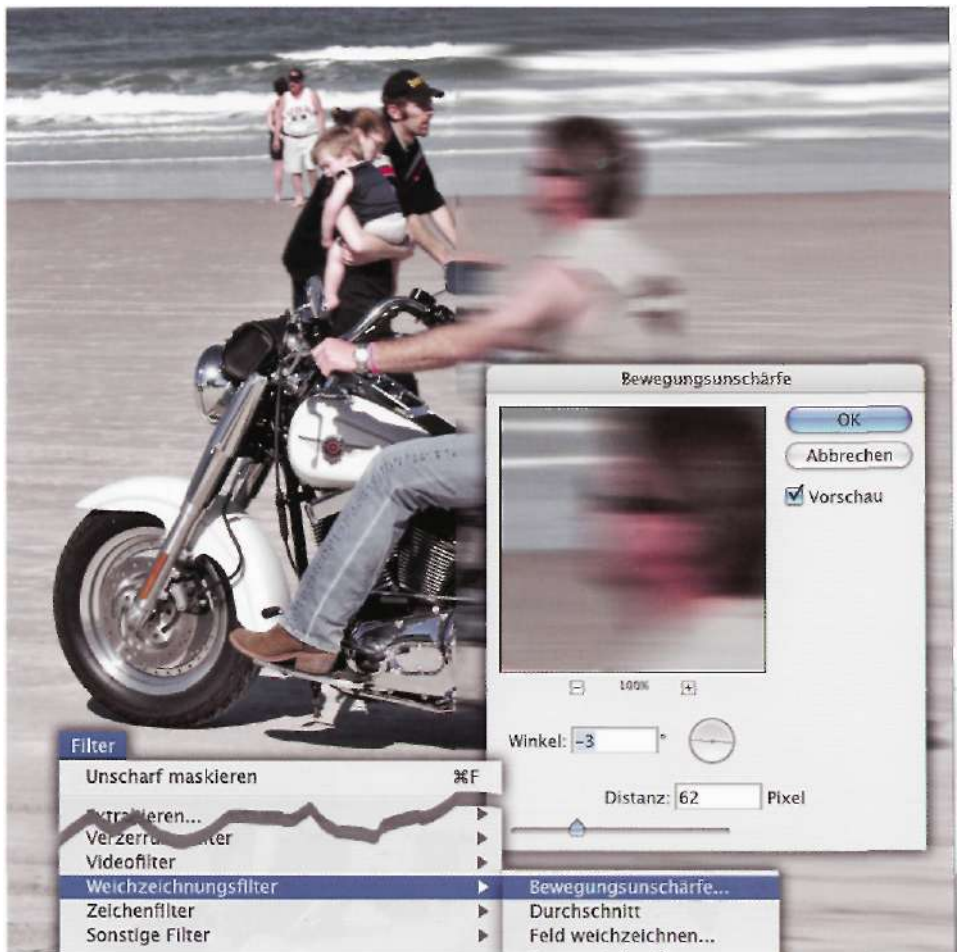 Bewegungsunschärfe
OK
Abbrechen
Vorschau
100%
Winkel: -3 °
Distanz: 62 Pixel
Filter
Unscharf maskieren ⌘F
Videofilter
Weichzeichnungsfilter
Zeichenfilter
Sonstige Filter
Bewegungsunschärfe...
Durchschnitt
Feld weichzeichnen...